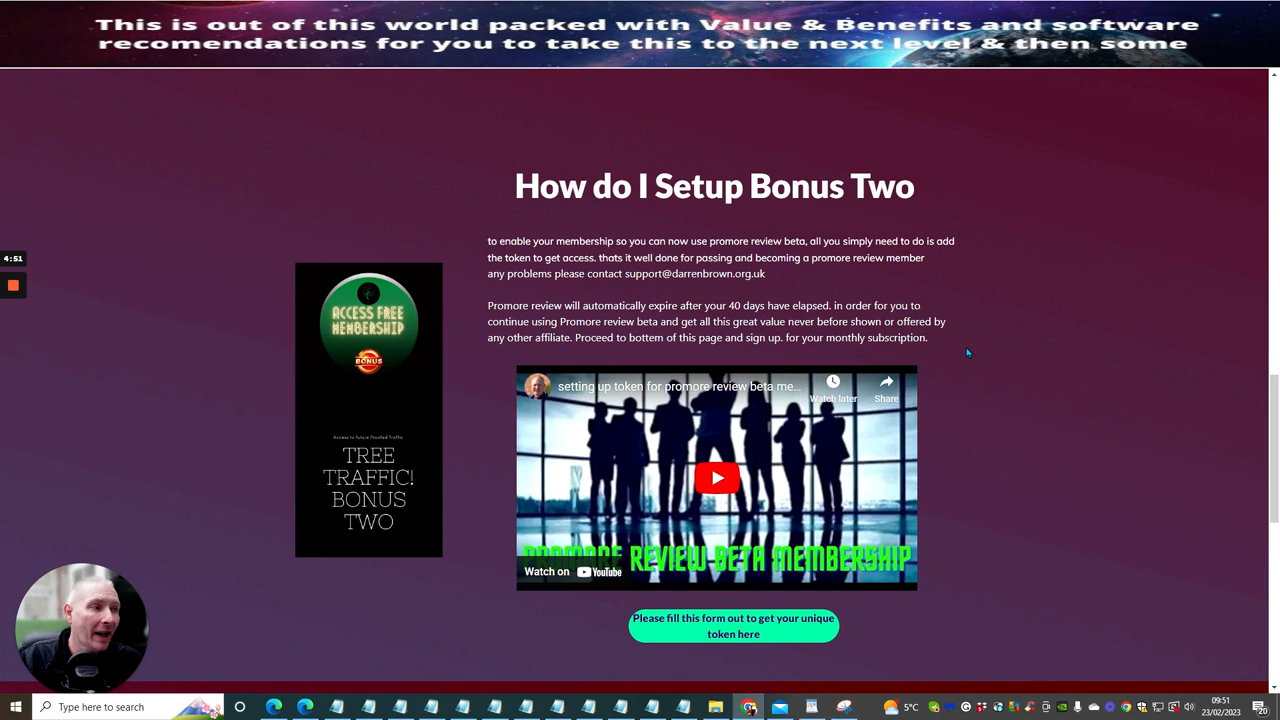 This is out of this world packed with Value & Benefits and software
recomendations for you to take this to the next level & then some
How do I Setup Bonus Two
to enable your membership so you can now use promore review beta, all you simply need to do is add
the token to get access. thats it well done for passing and becoming a promore review member
any problems please contact support@darrenbrown.org.uk
Promore review will automatically expire after your 40 days have elapsed. in order for you to
continue using Promore review beta and get all this great value never before shown or offered by
any other affiliate. Proceed to bottem of this page and sign up. for your monthly subscription.
4:51
ACCESS FREE
MEMBERSHIP
BONUS
Access to future Proofed Traffic
TREE
TRAFFIC!
BONUS
TWO
setting up token for promore review beta me...
Watch later
Share
PROMORE REVIEW BETA MEMBERSHIP
Watch on YouTube
Please fill this form out to get your unique
token here
Type here to search
5°C
09:51
23/02/2023
20